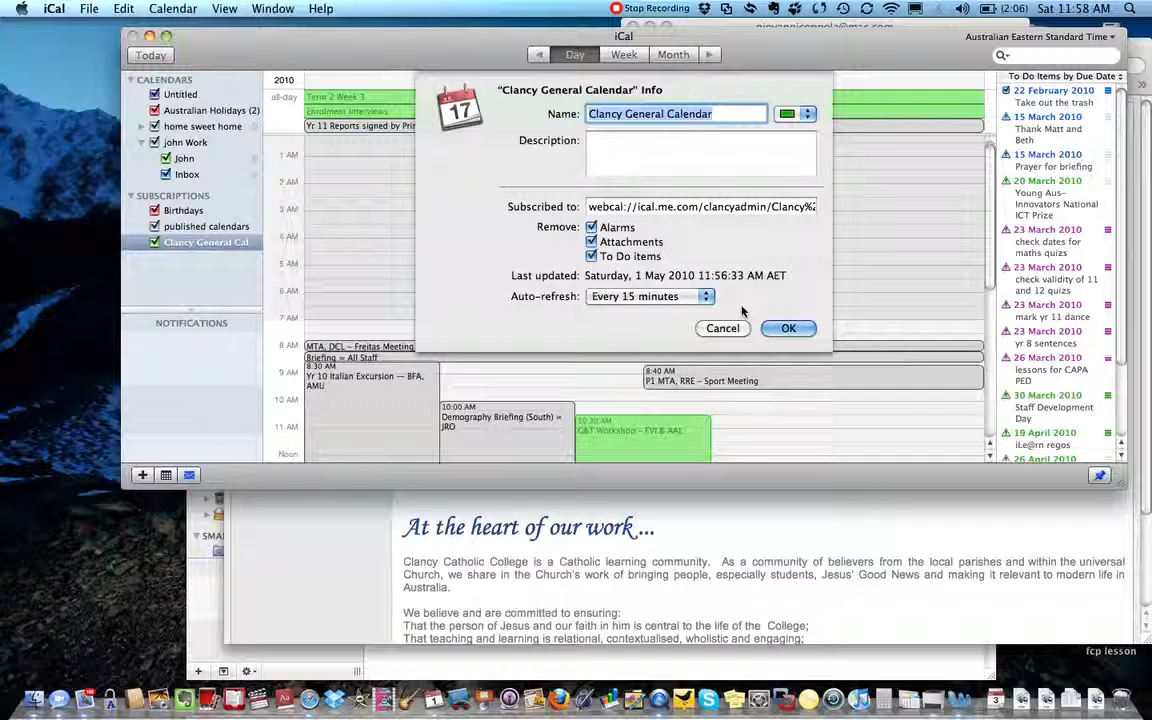 iCal File Edit Calendar View Window Help
Stop Recording
(2:06) Sat 11:58 AM
iCal
Australian Eastern Standard Time
Today
Day Week Month
CALENDARS
Untitled
Australian Holidays (2)
home sweet home
john Work
John
Inbox
SUBSCRIPTIONS
Birthdays
published calendars
Clancy General Cal
NOTIFICATIONS
2010
all-day
Term 2 Week 3
Enrolment Interviews
Yr 11 Reports signed by Prin
1 AM
2 AM
3 AM
4 AM
5 AM
6 AM
7 AM
8 AM
9 AM
10 AM
11 AM
Noon
MTA, DCL – Freitas Meeting
Briefing = All Staff
8:30 AM
Yr 10 Italian Excursion — BFA,
AMU
8:40 AM
P1 MTA, RRE – Sport Meeting
10:00 AM
Demography Briefing (South) =
JRO
10:30 AM
G&T Workshop – FVI & AAL
"Clancy General Calendar" Info
17
Name: Clancy General Calendar
Description:
Subscribed to: webcal://ical.me.com/clancyadmin/Clancy%2
Remove: Alarms
Attachments
To Do items
Last updated: Saturday, 1 May 2010 11:56:33 AM AET
Auto-refresh: Every 15 minutes
Cancel OK
To Do Items by Due Date
22 February 2010
Take out the trash
15 March 2010
Thank Matt and
Beth
15 March 2010
Prayer for briefing
20 March 2010
Young Aus-
Innovators National
ICT Prize
23 March 2010
check dates for
maths quizs
23 March 2010
check validity of 11
and 12 quizs
23 March 2010
mark yr 11 dance
23 March 2010
yr 8 sentences
26 March 2010
lessons for CAPA
PED
30 March 2010
Staff Development
Day
19 April 2010
iLe@rn regos
26 April 2010
SMA
At the heart of our work ...
Clancy Catholic College is a Catholic learning community. As a community of believers from the local parishes and within the universal
Church, we share in the Church's work of bringing people, especially students, Jesus' Good News and making it relevant to modern life in
Australia.
We believe and are committed to ensuring:
That the person of Jesus and our faith in him is central to the life of the College;
That teaching and learning is relational, contextualised, wholistic and engaging;
fcp lesson